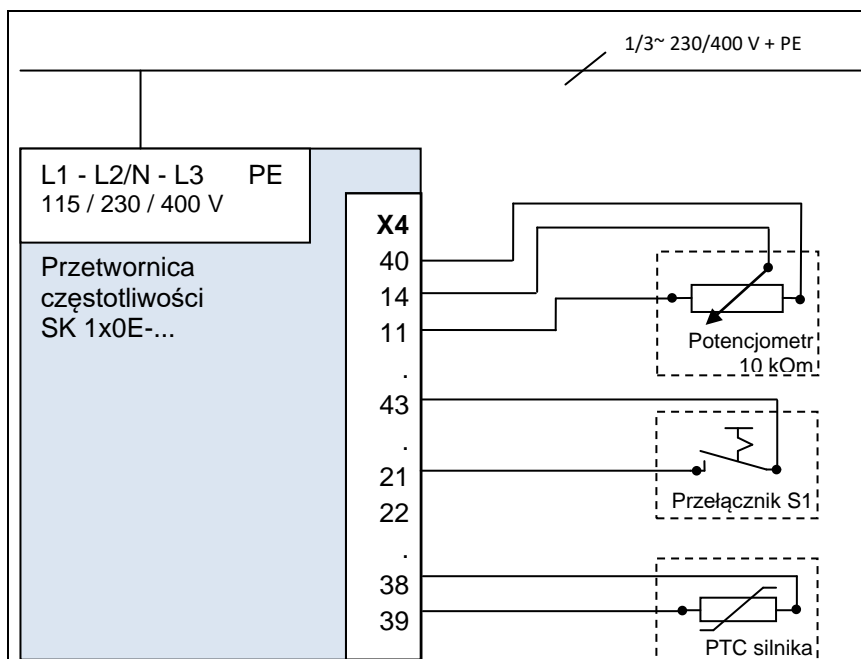 1/3~ 230/400 V + PE
L1 - L2/N - L3 PE
115 / 230 / 400 V
Przetwornica
częstotliwości
SK 1x0E-...
X4
40
14
11
.
43
.
21
22
.
38
39
Potencjometr
10 kOm
Przełącznik S1
PTC silnika